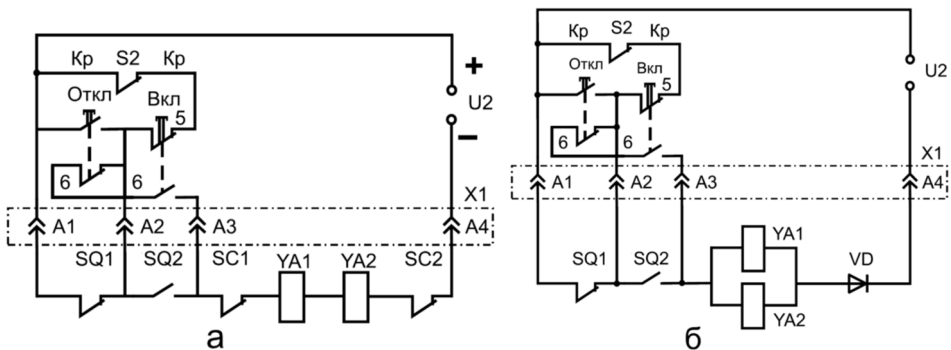 Кр S2 Кр
Откл Вкл
5
+
U2
−
6 6
X1
A1 A2 A3 A4
SQ1 SQ2 SC1 YA1 YA2 SC2
а
Кр S2 Кр
Откл Вкл
5
U2
6 6
X1
A1 A2 A3 A4
SQ1 SQ2 YA1 VD
YA2
б